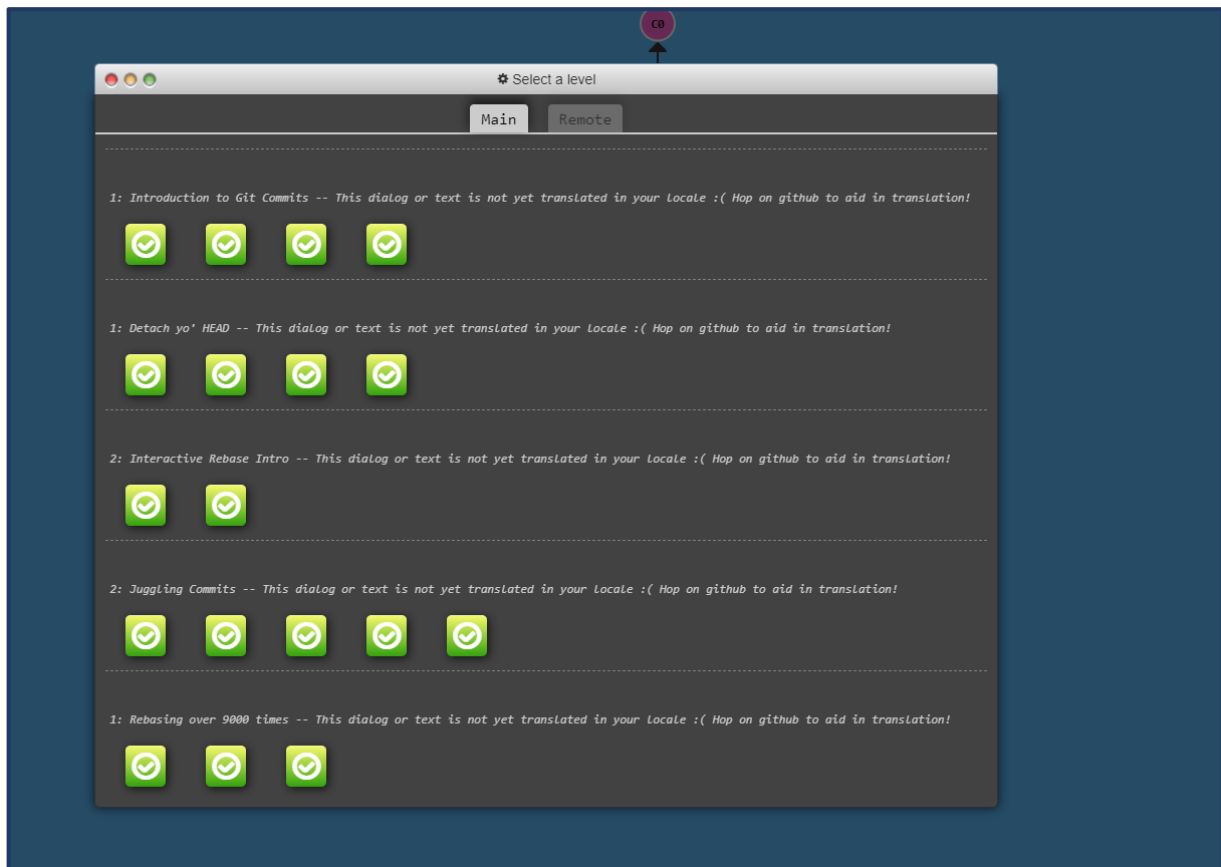 C0
Select a level
Main Remote
1: Introduction to Git Commits -- This dialog or text is not yet translated in your locale :( Hop on github to aid in translation!
1: Detach yo' HEAD -- This dialog or text is not yet translated in your locale :( Hop on github to aid in translation!
2: Interactive Rebase Intro -- This dialog or text is not yet translated in your locale :( Hop on github to aid in translation!
2: Juggling Commits -- This dialog or text is not yet translated in your locale :( Hop on github to aid in translation!
1: Rebasing over 9000 times -- This dialog or text is not yet translated in your locale :( Hop on github to aid in translation!